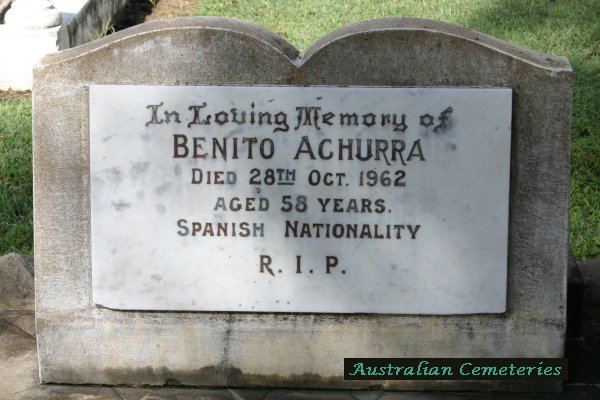 In Loving Memory of
BENITO ACHURRA
DIED 28TH OCT. 1962
AGED 58 YEARS.
SPANISH NATIONALITY
R. I. P.
Australian Cemeteries